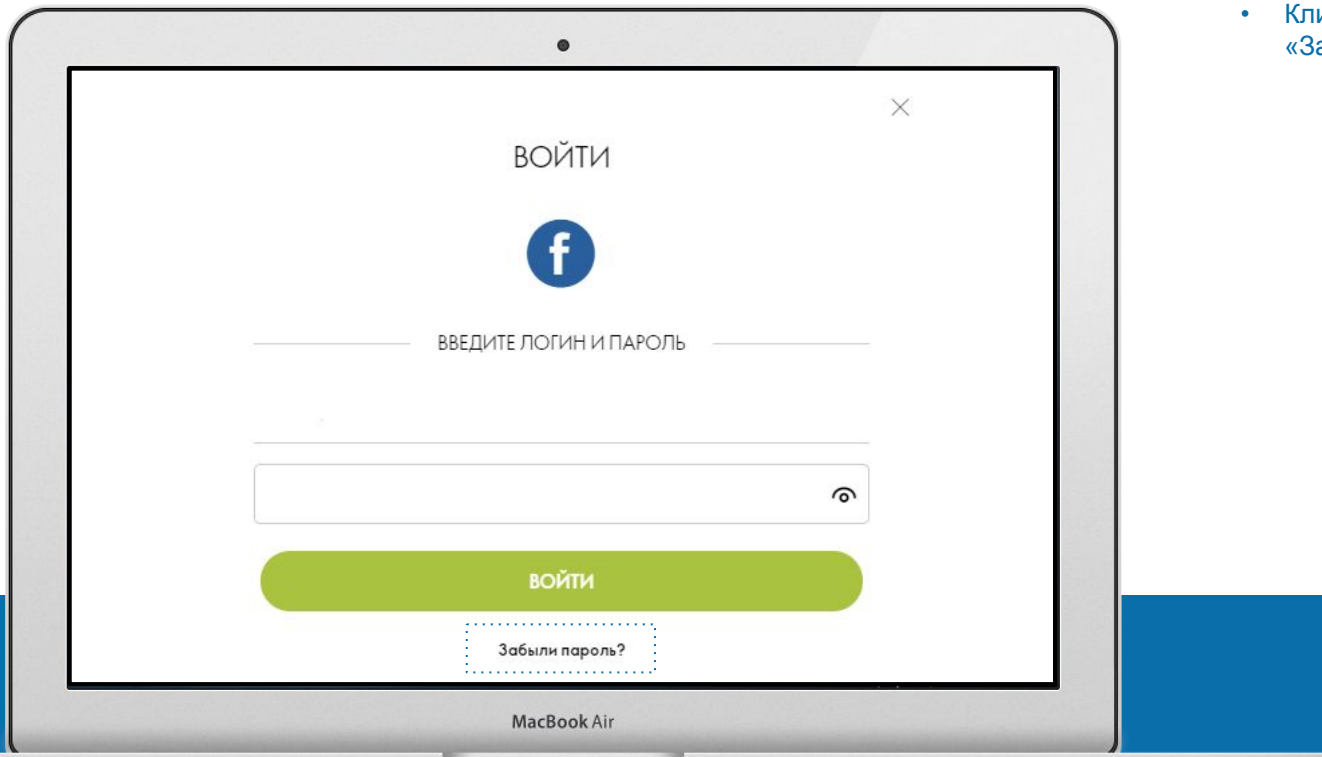 ВОЙТИ
f
ВВЕДИТЕ ЛОГИН И ПАРОЛЬ
ВОЙТИ
Забыли пароль?
MacBook Air